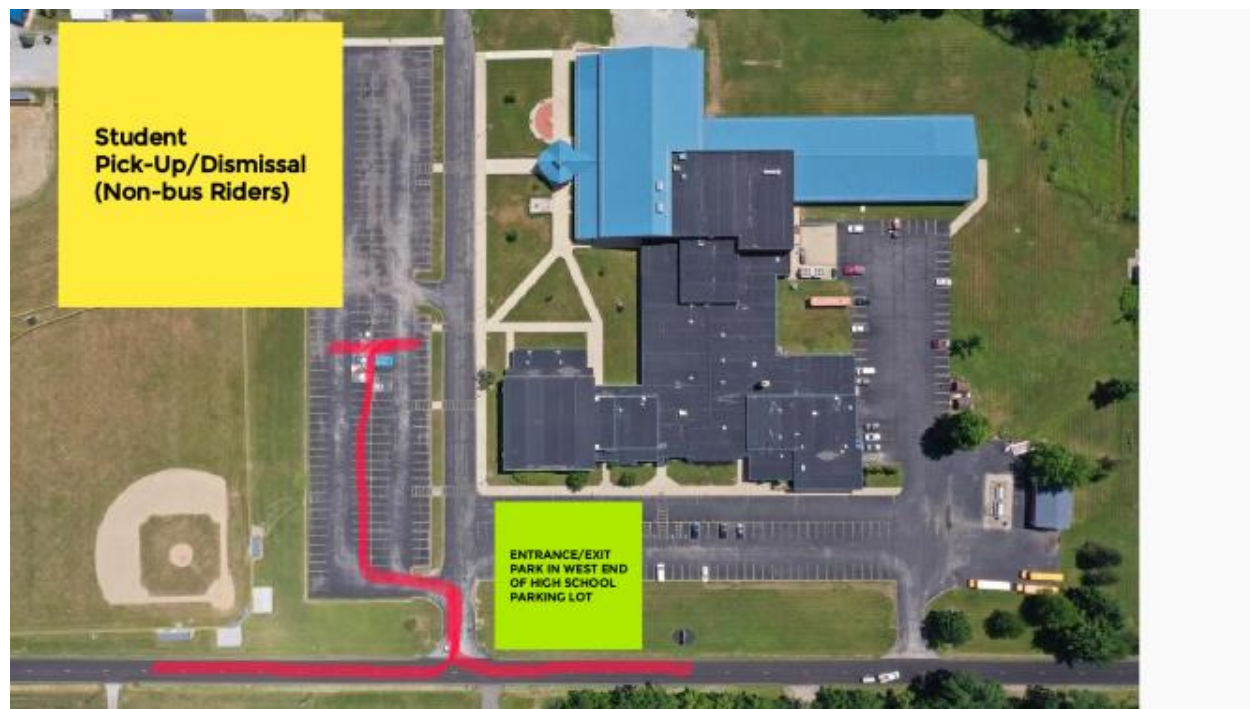 Student
Pick-Up/Dismissal
(Non-bus Riders)
ENTRANCE/EXIT
PARK IN WEST END
OF HIGH SCHOOL
PARKING LOT